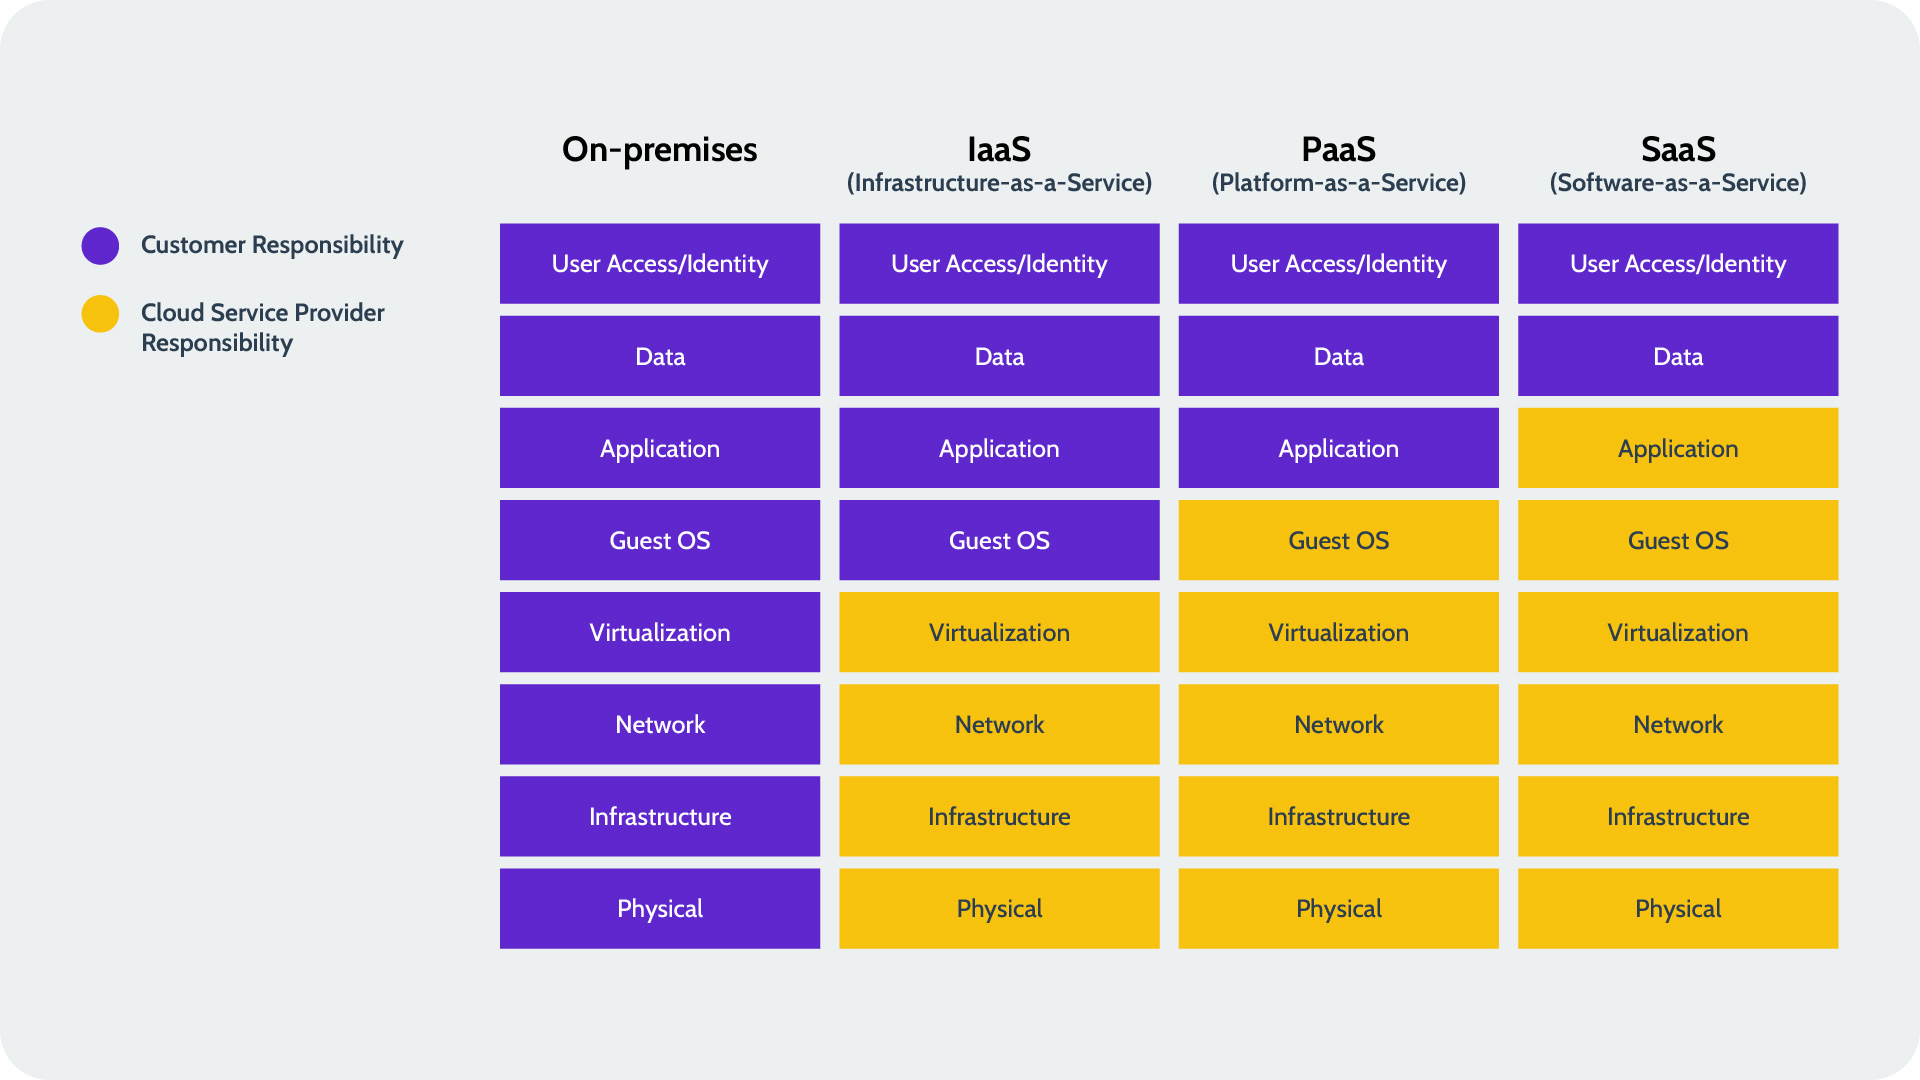 On-premises
IaaS
(Infrastructure-as-a-Service)
PaaS
(Platform-as-a-Service)
SaaS
(Software-as-a-Service)
Customer Responsibility
Cloud Service Provider
Responsibility
User Access/Identity
User Access/Identity
User Access/Identity
User Access/Identity
Data
Data
Data
Data
Application
Application
Application
Application
Guest OS
Guest OS
Guest OS
Guest OS
Virtualization
Virtualization
Virtualization
Virtualization
Network
Network
Network
Network
Infrastructure
Infrastructure
Infrastructure
Infrastructure
Physical
Physical
Physical
Physical